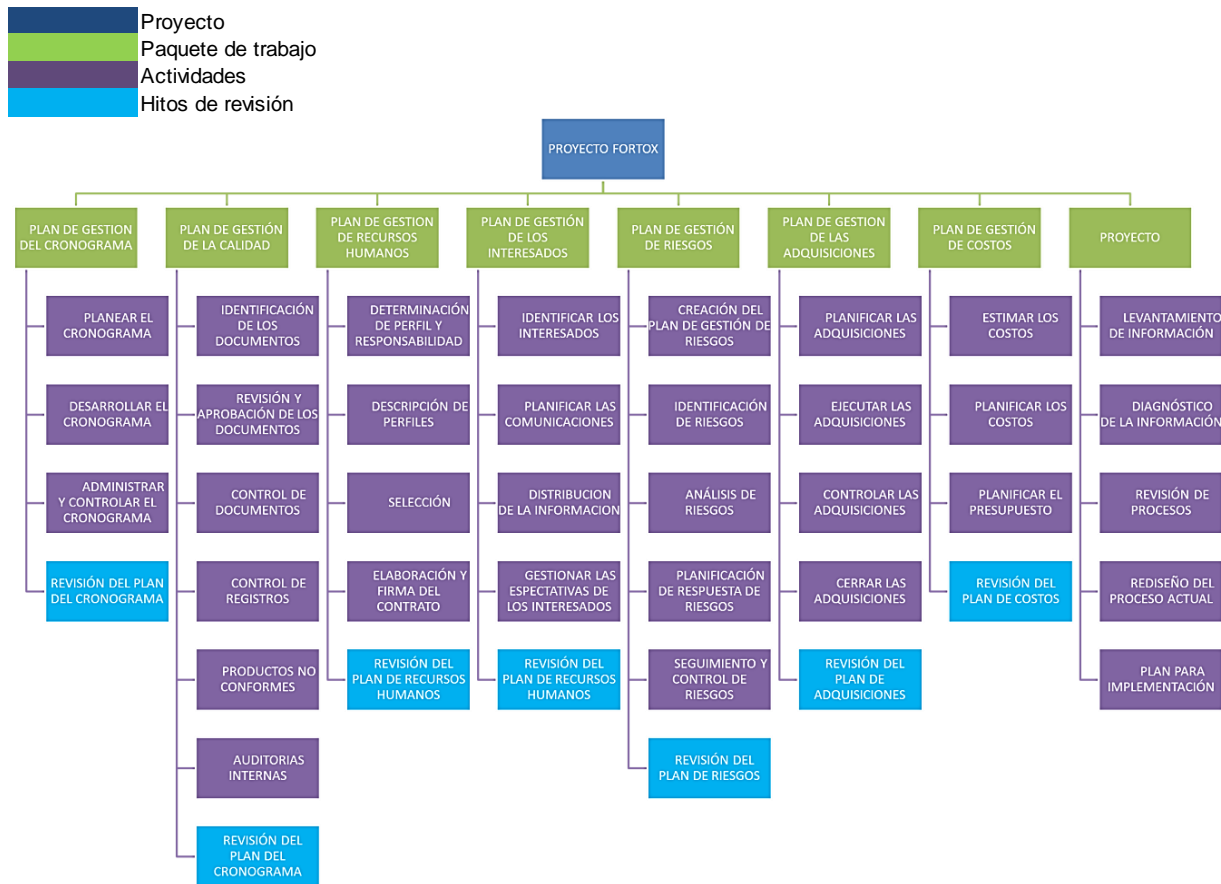 Proyecto
Paquete de trabajo
Actividades
Hitos de revisión
PROYECTO FORTOX
PLAN DE GESTION
DEL CRONOGRAMA
PLANEAR EL
CRONOGRAMA
DESARROLLAR EL
CRONOGRAMA
ADMINISTRAR
Y CONTROLAR EL
CRONOGRAMA
REVISIÓN DEL PLAN
DEL CRONOGRAMA
PLAN DE GESTIÓN
DE LA CALIDAD
IDENTIFICACIÓN
DE LOS
DOCUMENTOS
REVISIÓN Y
APROBACIÓN DE LOS
DOCUMENTOS
CONTROL DE
DOCUMENTOS
CONTROL DE
REGISTROS
PRODUCTOS NO
CONFORMES
AUDITORIAS
INTERNAS
REVISIÓN DEL
PLAN DEL
CRONOGRAMA
PLAN DE GESTION
DE RECURSOS
HUMANOS
DETERMINACIÓN
DE PERFIL Y
RESPONSABILIDAD
DESCRIPCIÓN DE
PERFILES
SELECCIÓN
ELABORACIÓN Y
FIRMA DEL
CONTRATO
REVISIÓN DEL
PLAN DE RECURSOS
HUMANOS
PLAN DE GESTIÓN
DE LOS
INTERESADOS
IDENTIFICAR LOS
INTERESADOS
PLANIFICAR LAS
COMUNICACIONES
DISTRIBUCION
DE LA INFORMACION
GESTIONAR LAS
ESPECTATIVAS DE
LOS INTERESADOS
REVISIÓN DEL
PLAN DE RECURSOS
HUMANOS
PLAN DE GESTIÓN
DE RIESGOS
CREACIÓN DEL
PLAN DE GESTIÓN DE
RIESGOS
IDENTIFICACIÓN
DE RIESGOS
ANÁLISIS DE
RIESGOS
PLANIFICACIÓN
DE RESPUESTA DE
RIESGOS
SEGUIMIENTO Y
CONTROL DE
RIESGOS
REVISIÓN DEL
PLAN DE RIESGOS
PLAN DE GESTION
DE LAS
ADQUISICIONES
PLANIFICAR LAS
ADQUISICIONES
EJECUTAR LAS
ADQUISICIONES
CONTROLAR LAS
ADQUISICIONES
CERRAR LAS
ADQUISICIONES
REVISIÓN DEL
PLAN DE
ADQUISICIONES
PLAN DE GESTIÓN
DE COSTOS
ESTIMAR LOS
COSTOS
PLANIFICAR LOS
COSTOS
PLANIFICAR EL
PRESUPUESTO
REVISIÓN DEL
PLAN DE COSTOS
PROYECTO
LEVANTAMIENTO
DE INFORMACIÓN
DIAGNÓSTICO
DE LA INFORMACIÓN
REVISIÓN DE
PROCESOS
REDISEÑO DEL
PROCESO ACTUAL
PLAN PARA
IMPLEMENTACIÓN